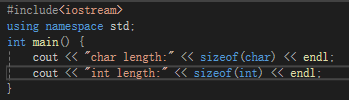 #include<iostream>
using namespace std;
int main() {
    cout << "char length:" << sizeof(char) << endl;
    cout << "int length:" << sizeof(int) << endl;
}